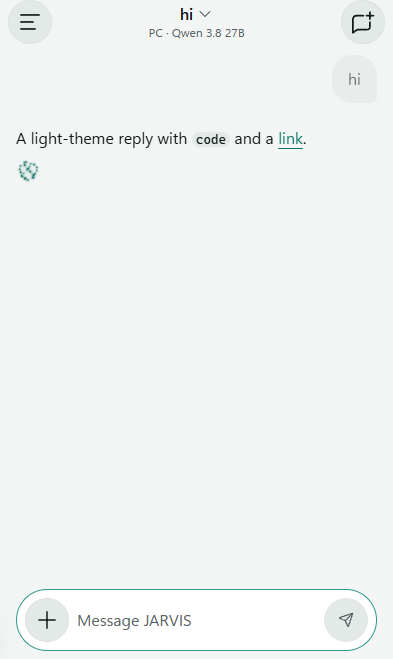 hi
PC · Qwen 3.8 27B
hi
A light-theme reply with code and a link.
Message JARVIS